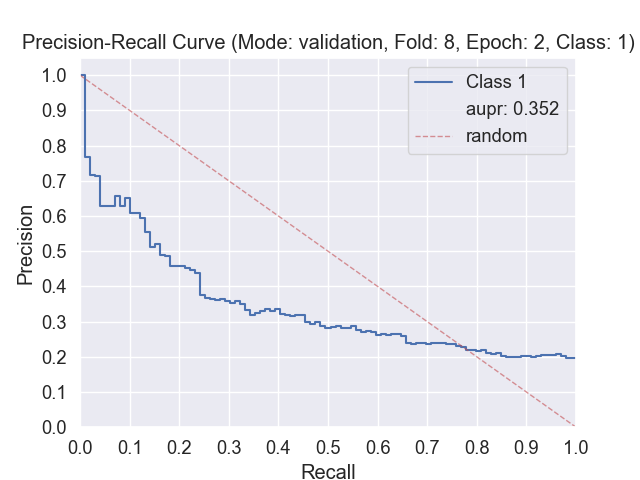 Precision-Recall Curve (Mode: validation, Fold: 8, Epoch: 2, Class: 1)
Class 1
aupr: 0.352
random
1.0
0.9
0.8
0.7
0.6
0.5
0.4
0.3
0.2
0.1
0.0
Precision
0.0 0.1 0.2 0.3 0.4 0.5 0.6 0.7 0.8 0.9 1.0
Recall